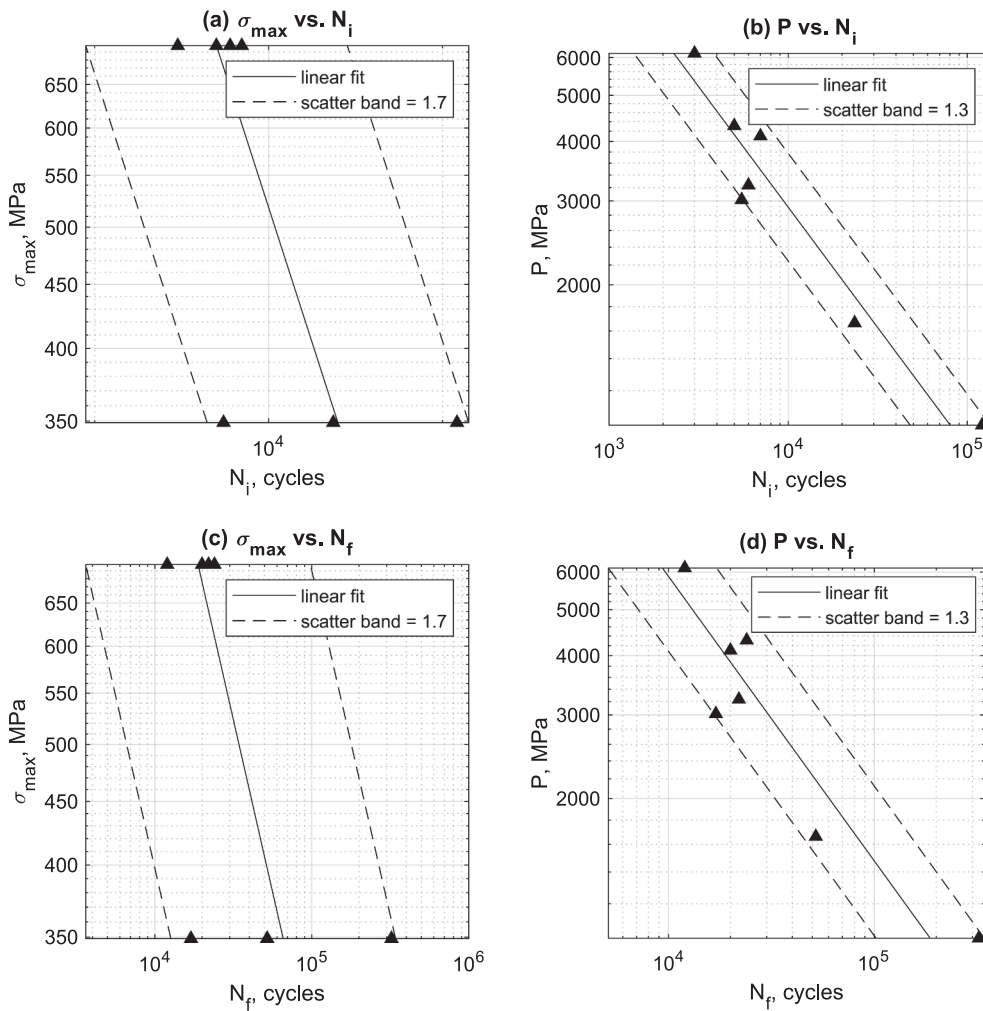 (a) σmax vs. Ni
650
600
550
500
450
400
350
σmax, MPa
linear fit
scatter band = 1.7
10^4
Ni, cycles
(b) P vs. Ni
6000
5000
4000
3000
2000
P, MPa
linear fit
scatter band = 1.3
10^3
10^4
10^5
Ni, cycles
(c) σmax vs. Nf
650
600
550
500
450
400
350
σmax, MPa
linear fit
scatter band = 1.7
10^4
10^5
10^6
Nf, cycles
(d) P vs. Nf
6000
5000
4000
3000
2000
P, MPa
linear fit
scatter band = 1.3
10^4
10^5
Nf, cycles